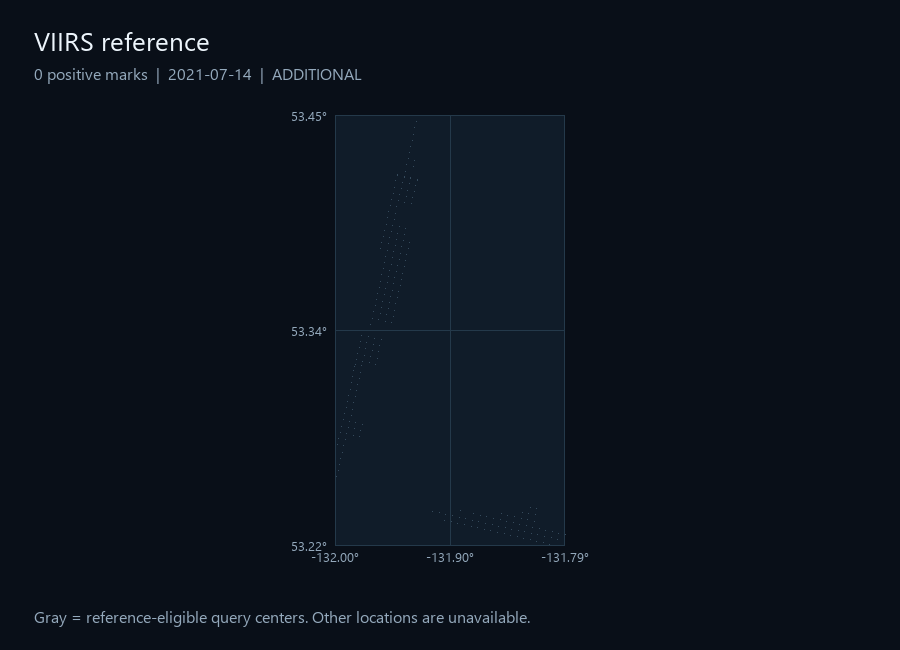 VIIRS reference
0 positive marks | 2021-07-14 | ADDITIONAL
53.45°
53.34°
53.22°
-132.00° -131.90° -131.79°
Gray = reference-eligible query centers. Other locations are unavailable.